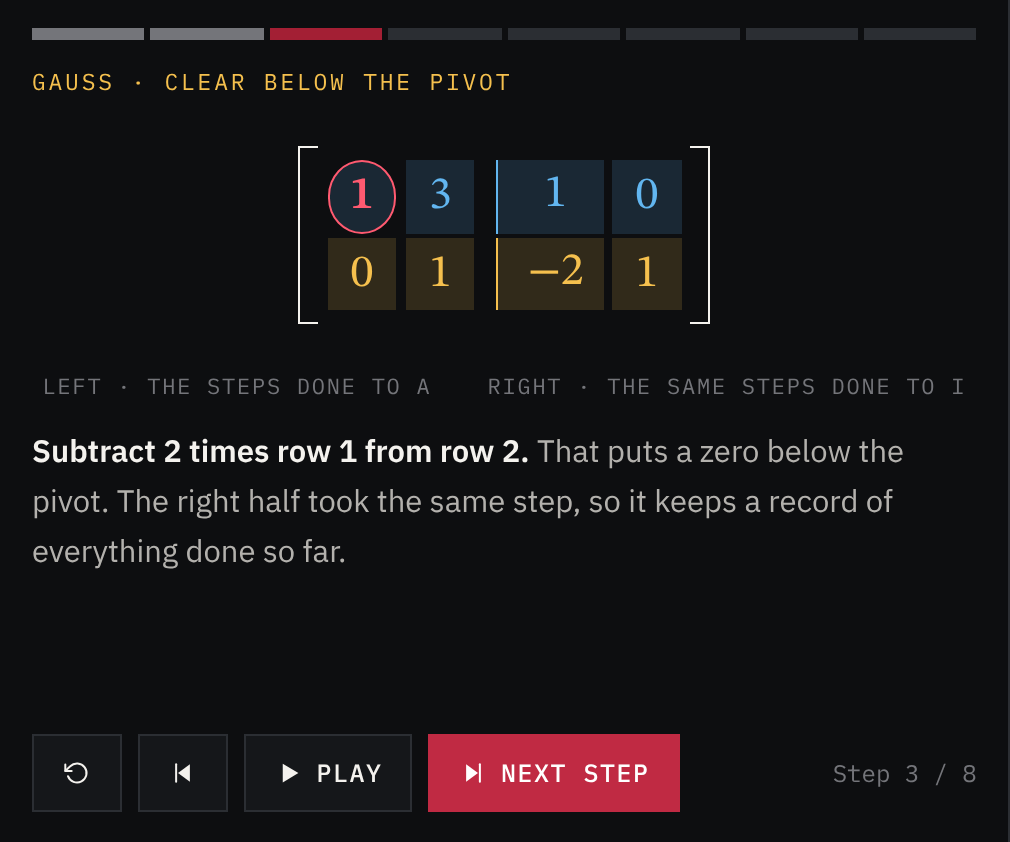 GAUSS · CLEAR BELOW THE PIVOT
1 3 1 0
0 1 −2 1
LEFT · THE STEPS DONE TO A RIGHT · THE SAME STEPS DONE TO I
Subtract 2 times row 1 from row 2. That puts a zero below the
pivot. The right half took the same step, so it keeps a record of
everything done so far.
PLAY NEXT STEP Step 3 / 8